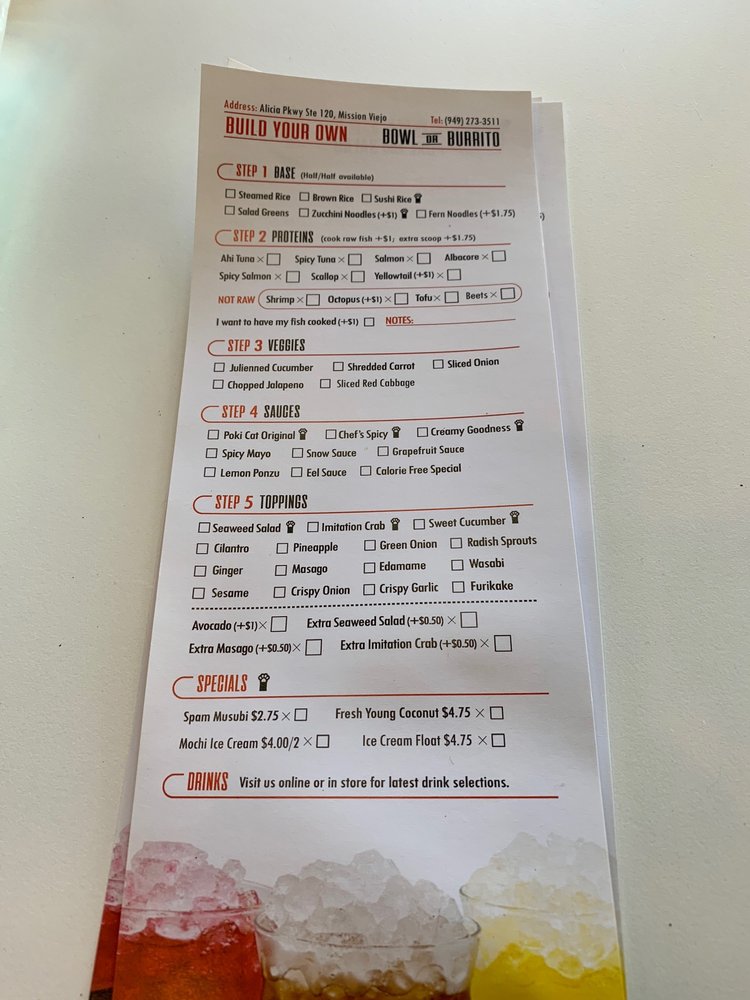 Address: Alicia Pkwy Ste 120, Mission Viejo Tel: (949) 273-3511
BUILD YOUR OWN BOWL OR BURRITO
STEP 1 BASE (Half/Half available)
Steamed Rice Brown Rice Sushi Rice
Salad Greens Zucchini Noodles (+$1) Fern Noodles (+$1.75)
STEP 2 PROTEINS (cook raw fish +$1; extra scoop +$1.75)
Ahi Tuna × Spicy Tuna × Salmon × Albacore ×
Spicy Salmon × Scallop × Yellowtail (+$1) ×
NOT RAW Shrimp × Octopus (+$1) × Tofu × Beets ×
I want to have my fish cooked (+$1) NOTES:
STEP 3 VEGGIES
Julienned Cucumber Shredded Carrot Sliced Onion
Chopped Jalapeno Sliced Red Cabbage
STEP 4 SAUCES
Poki Cat Original Chef's Spicy Creamy Goodness
Spicy Mayo Snow Sauce Grapefruit Sauce
Lemon Ponzu Eel Sauce Calorie Free Special
STEP 5 TOPPINGS
Seaweed Salad Imitation Crab Sweet Cucumber
Cilantro Pineapple Green Onion Radish Sprouts
Ginger Masago Edamame Wasabi
Sesame Crispy Onion Crispy Garlic Furikake
Avocado (+$1) × Extra Seaweed Salad (+$0.50) ×
Extra Masago (+$0.50) × Extra Imitation Crab (+$0.50) ×
SPECIALS
Spam Musubi $2.75 × Fresh Young Coconut $4.75 ×
Mochi Ice Cream $4.00/2 × Ice Cream Float $4.75 ×
DRINKS Visit us online or in store for latest drink selections.